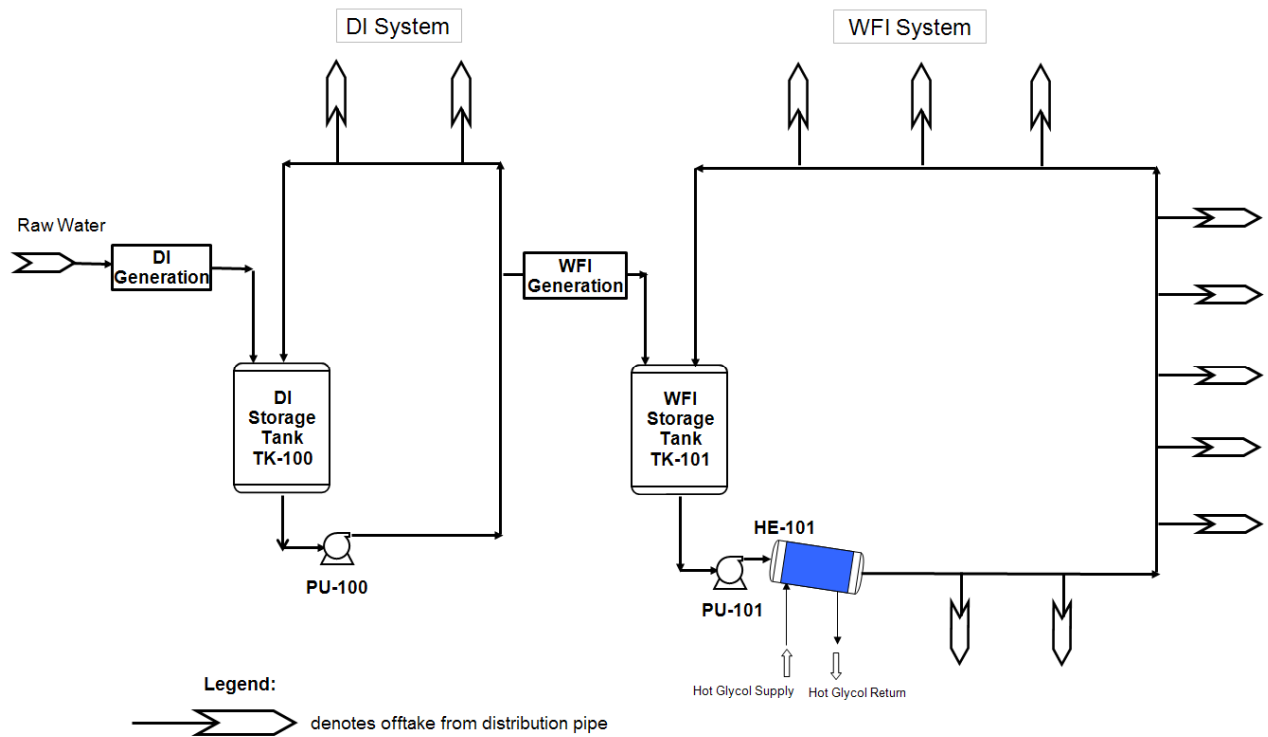 DI System
WFI System
Raw Water
DI
Generation
WFI
Generation
DI
Storage
Tank
TK-100
WFI
Storage
Tank
TK-101
HE-101
PU-100
PU-101
Hot Glycol Supply
Hot Glycol Return
Legend:
denotes offtake from distribution pipe